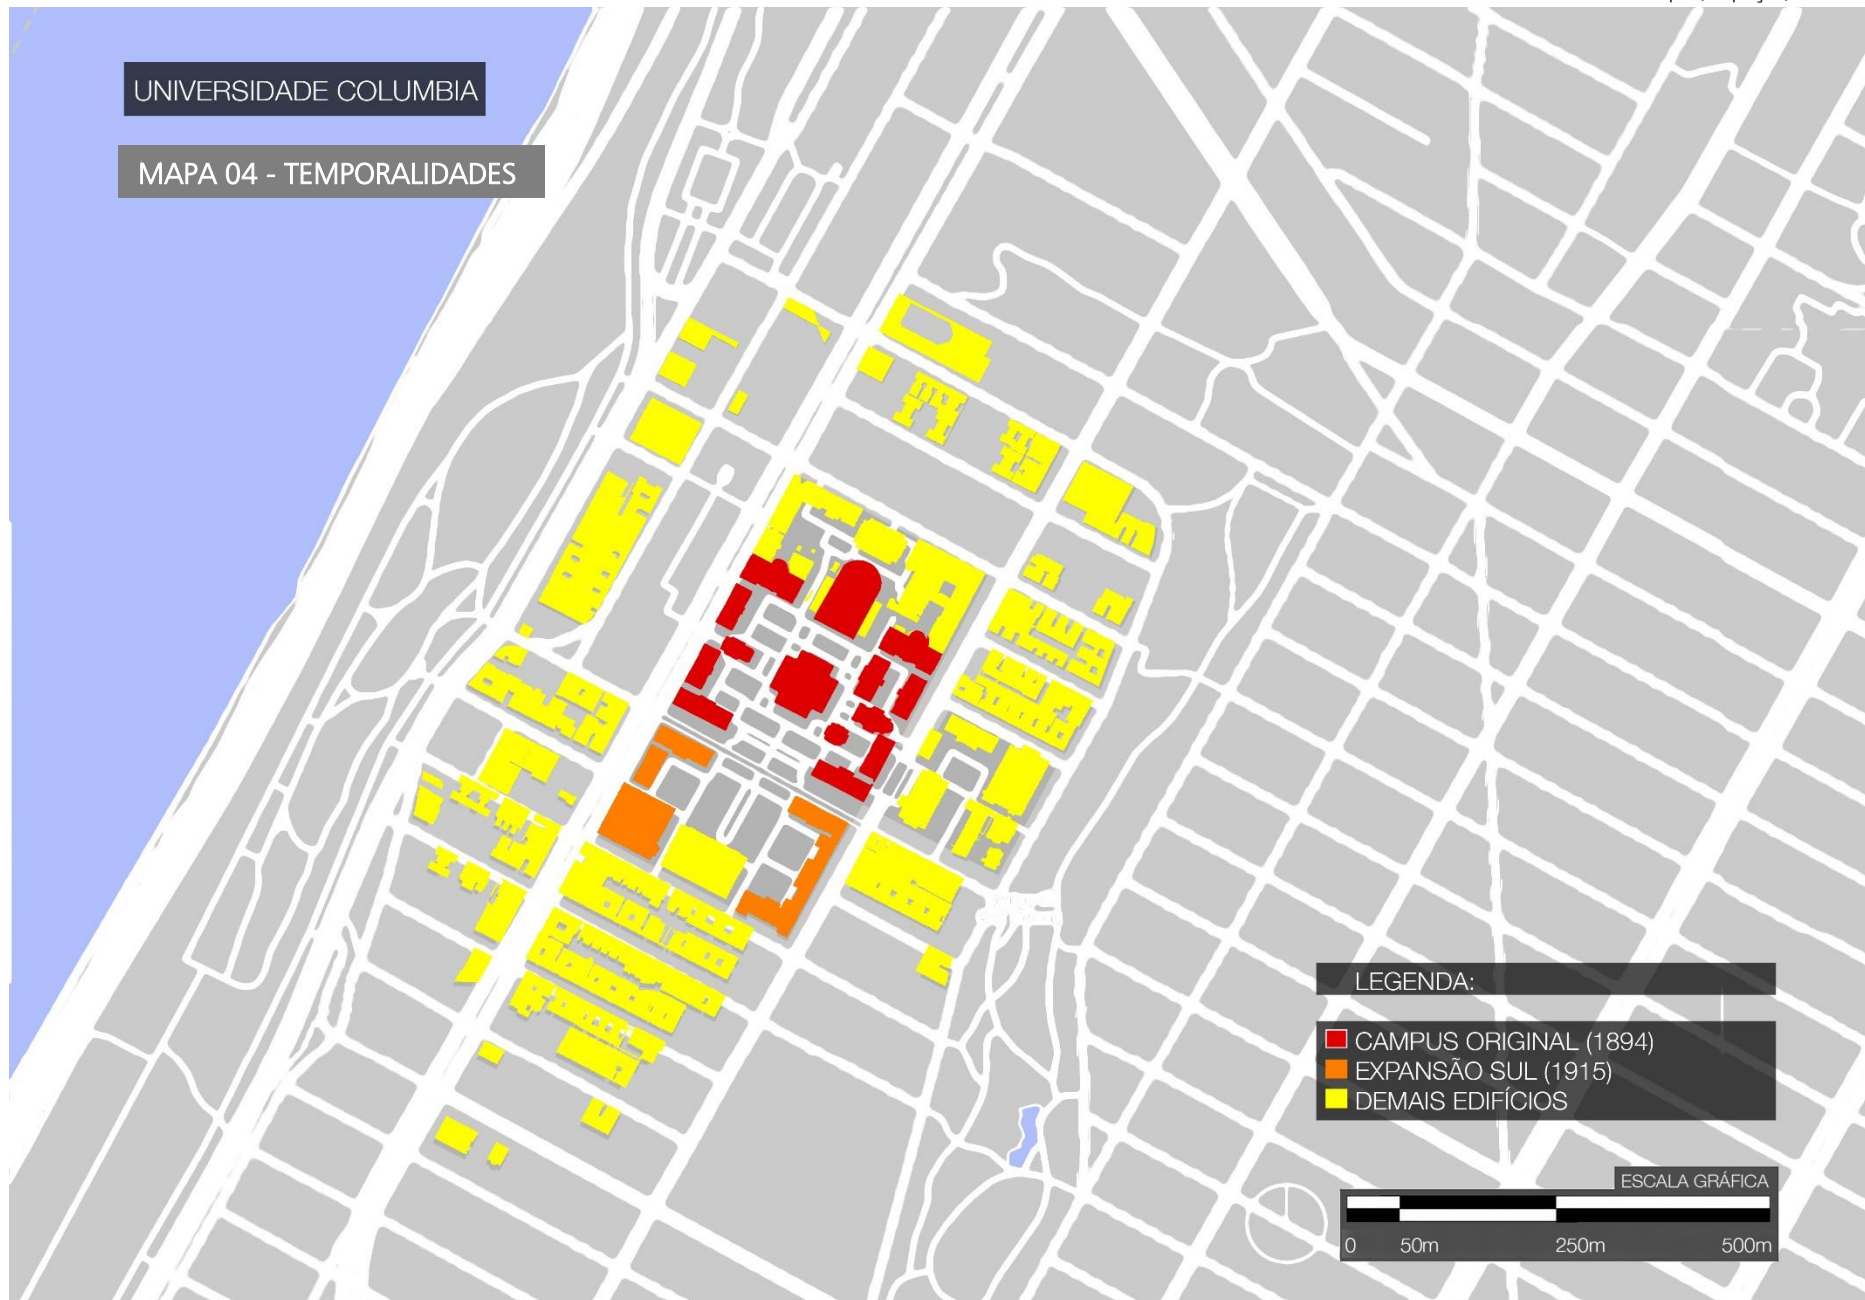 UNIVERSIDADE COLUMBIA
MAPA 04 - TEMPORALIDADES
LEGENDA:
CAMPUS ORIGINAL (1894)
EXPANSÃO SUL (1915)
DEMAIS EDIFÍCIOS
ESCALA GRÁFICA
0 50m 250m 500m